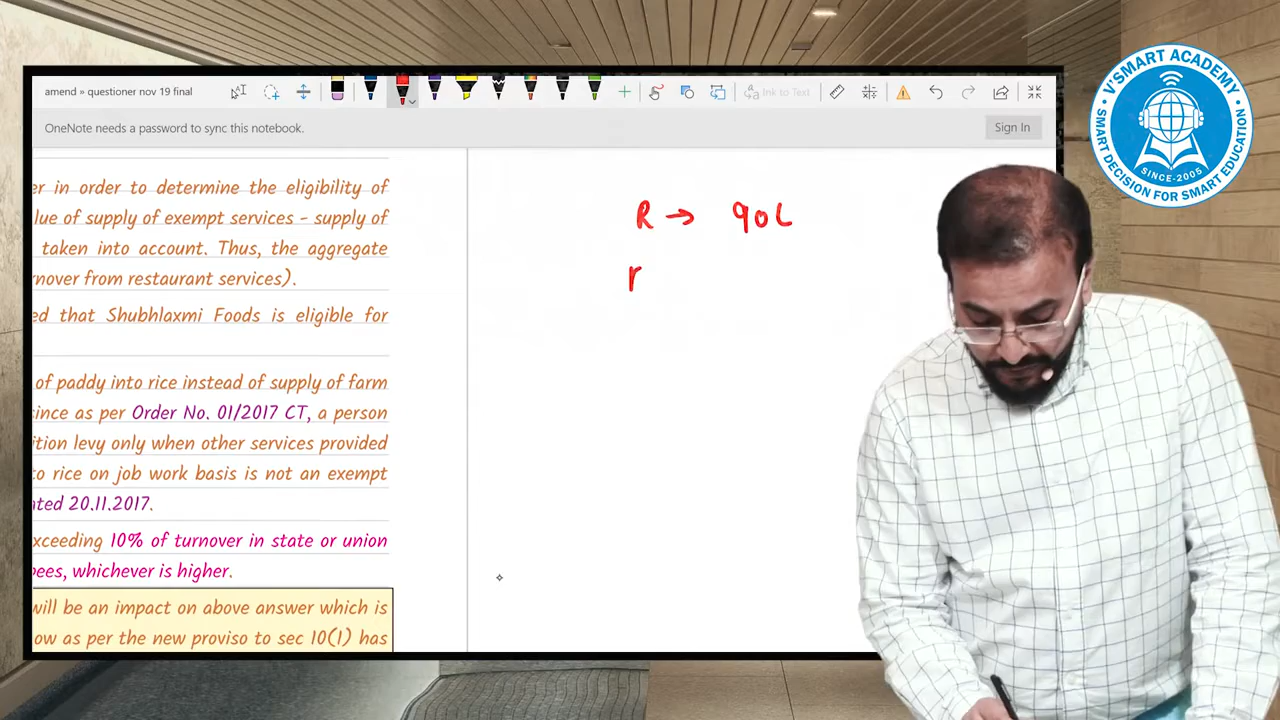 amend » questioner nov 19 final
Ink to Text
OneNote needs a password to sync this notebook.
Sign In
er in order to determine the eligibility of
lue of supply of exempt services - supply of
taken into account. Thus, the aggregate
rnover from restaurant services).
ed that Shubhlaxmi Foods is eligible for
of paddy into rice instead of supply of farm
since as per Order No. 01/2017 CT, a person
ition levy only when other services provided
to rice on job work basis is not an exempt
ated 20.11.2017.
xceeding 10% of turnover in state or union
pees, whichever is higher.
will be an impact on above answer which is
ow as per the new proviso to sec 10(1) has
R → 90L
r
V'SMART ACADEMY
SMART DECISION FOR SMART EDUCATION
SINCE-2005